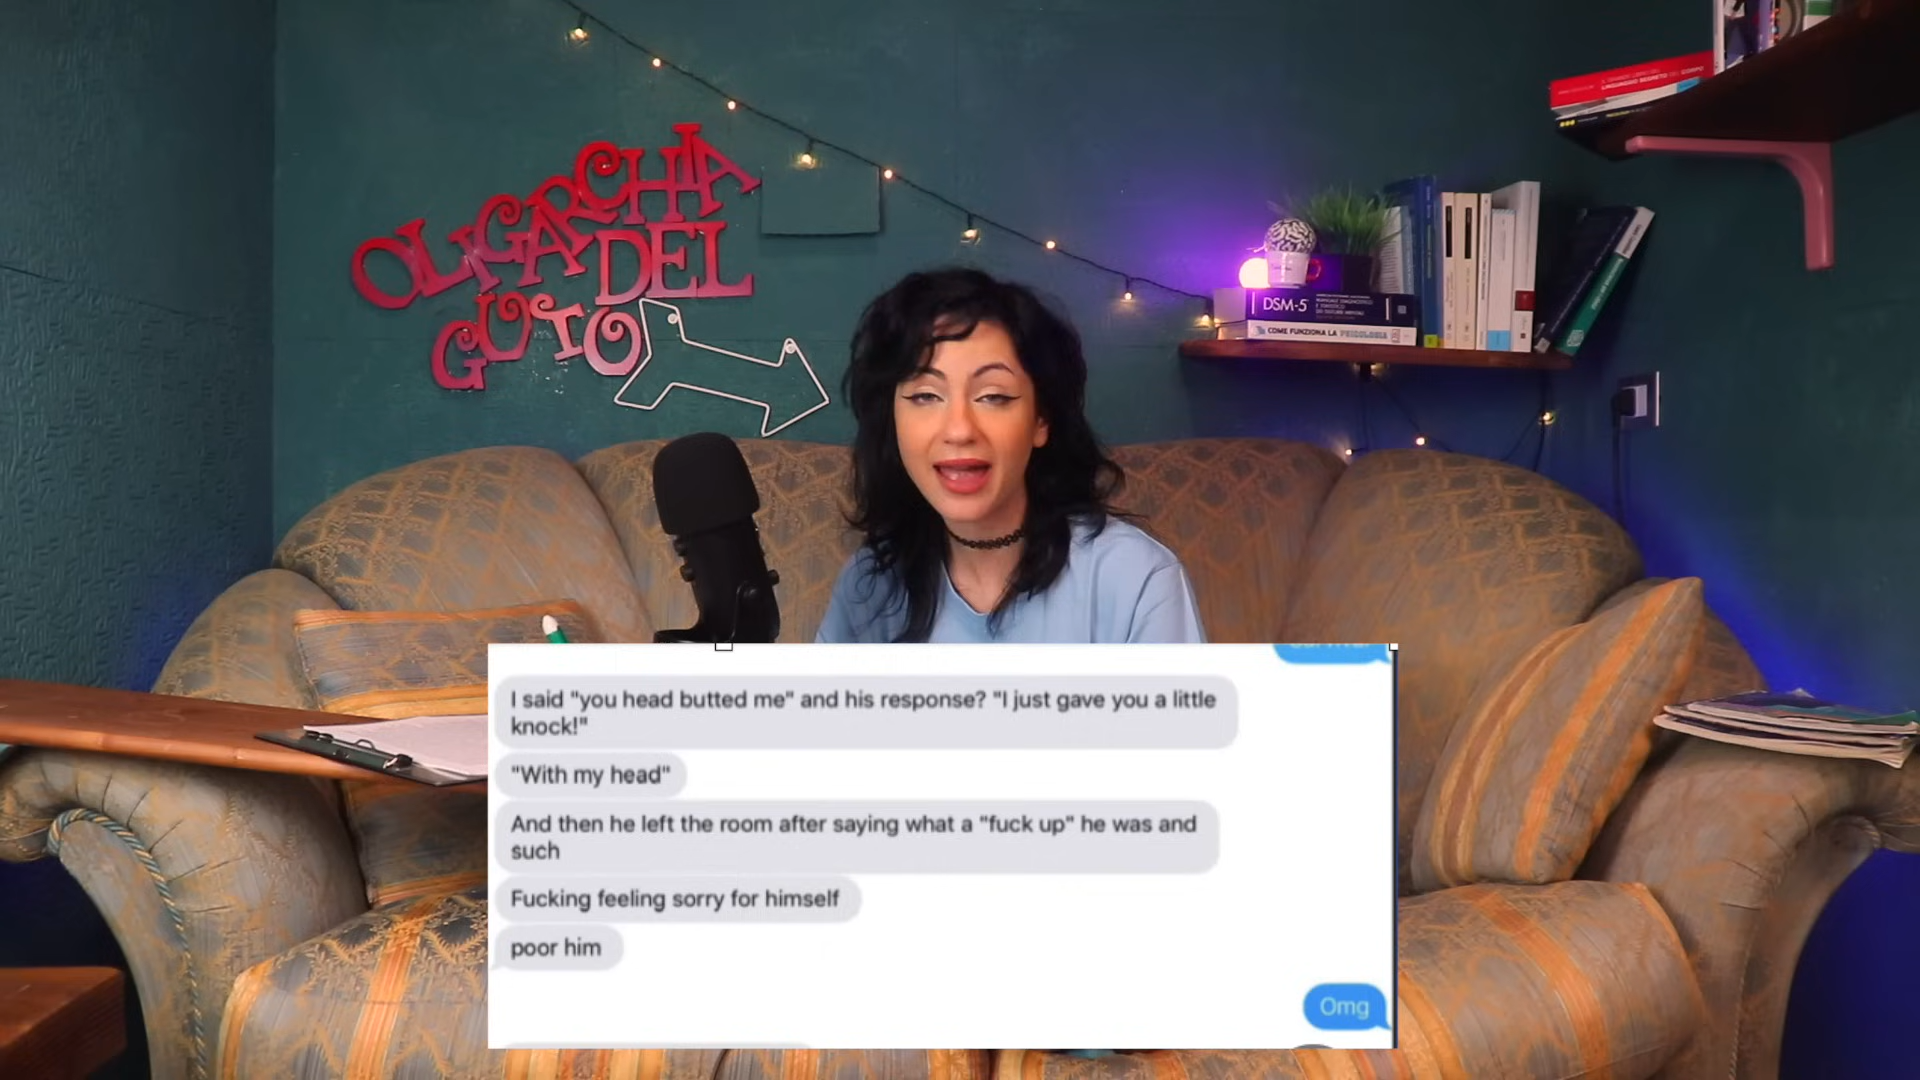 OLIGARCHIA
DEL
GUSTO
DSM-5
COME FUNZIONA LA PSICOLOGIA
I said "you head butted me" and his response? "I just gave you a little
knock!"
"With my head"
And then he left the room after saying what a "fuck up" he was and
such
Fucking feeling sorry for himself
poor him
Omg